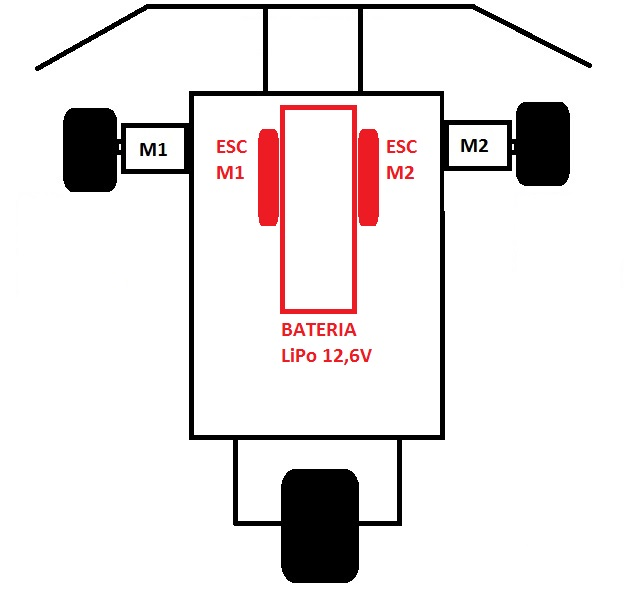 M1
ESC
M1
ESC
M2
M2
BATERIA
LiPo 12,6V